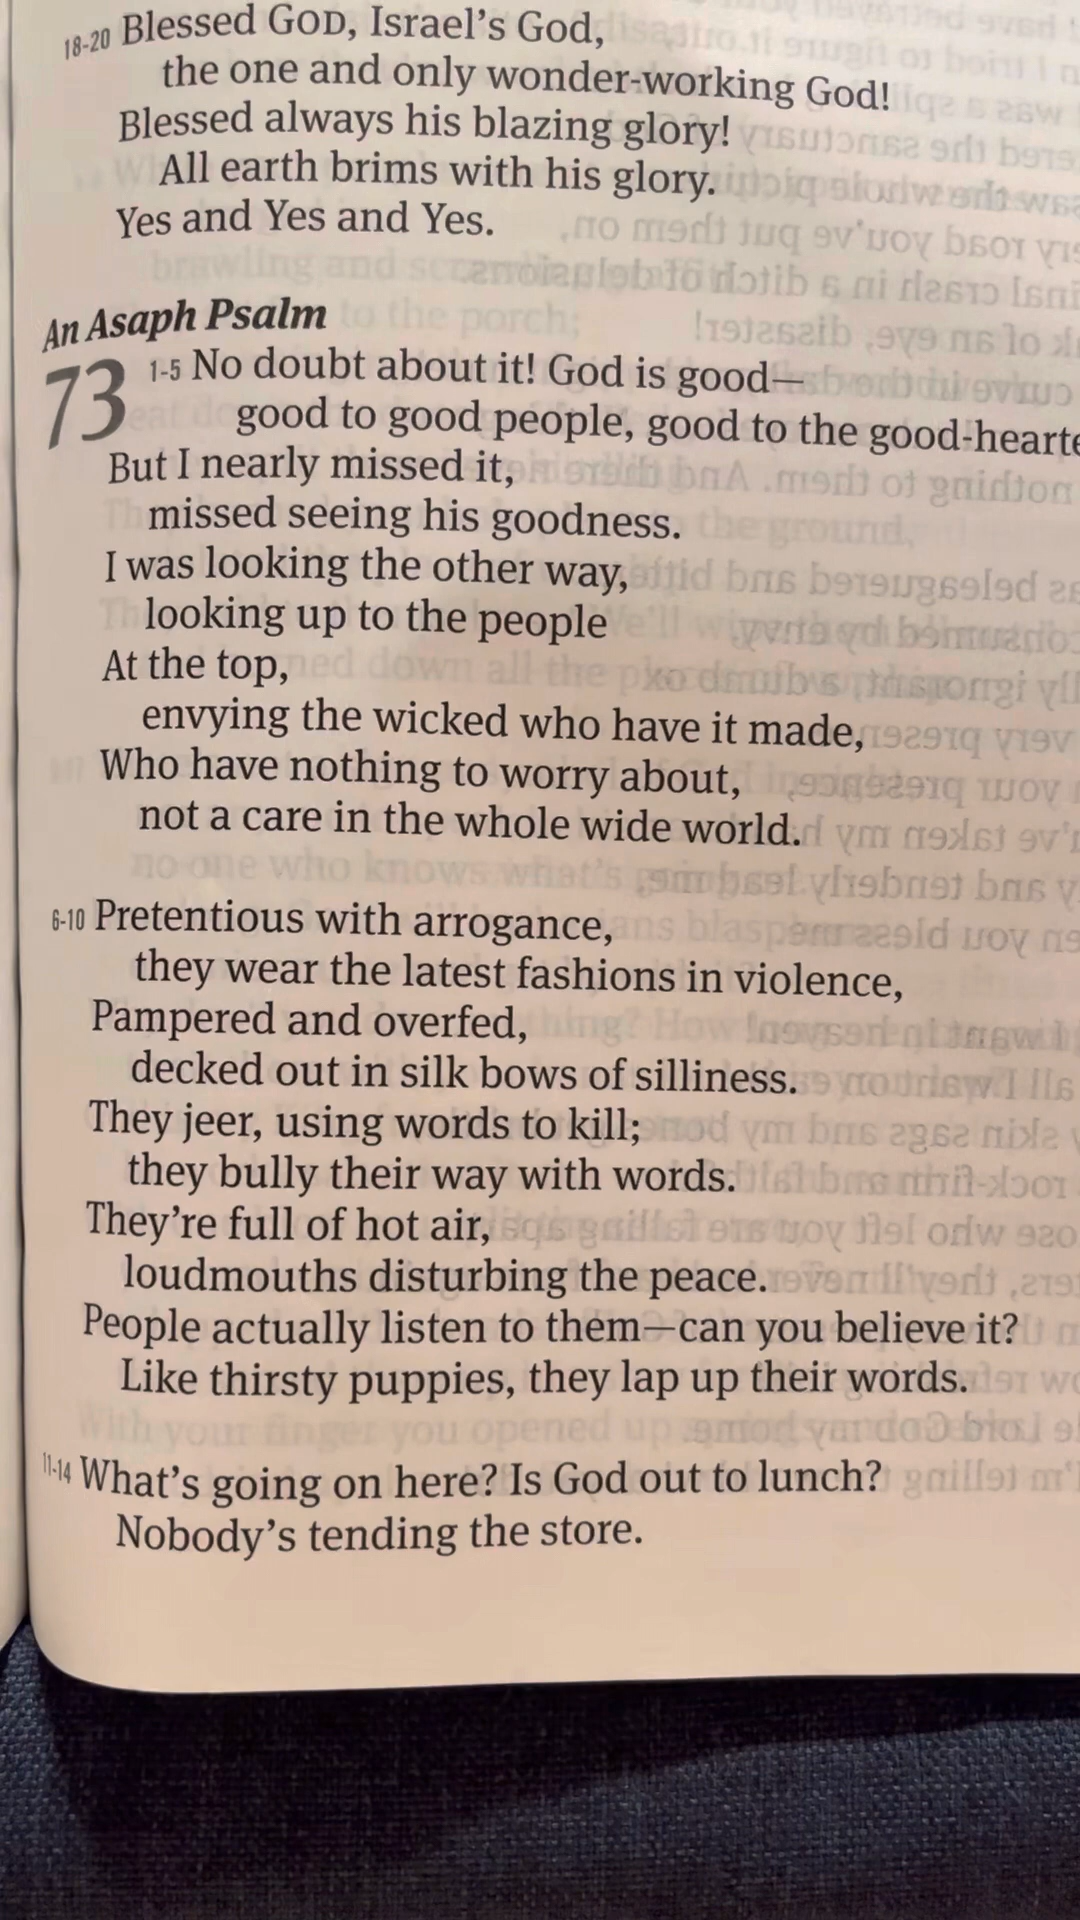 18-20 Blessed GOD, Israel's God,
the one and only wonder-working God!
Blessed always his blazing glory!
All earth brims with his glory.
Yes and Yes and Yes.
An Asaph Psalm
73 1-5 No doubt about it! God is good—
good to good people, good to the good-hearte
But I nearly missed it,
missed seeing his goodness.
I was looking the other way,
looking up to the people
At the top,
envying the wicked who have it made,
Who have nothing to worry about,
not a care in the whole wide world.
6-10 Pretentious with arrogance,
they wear the latest fashions in violence,
Pampered and overfed,
decked out in silk bows of silliness.
They jeer, using words to kill;
they bully their way with words.
They're full of hot air,
loudmouths disturbing the peace.
People actually listen to them—can you believe it?
Like thirsty puppies, they lap up their words.
11-14 What's going on here? Is God out to lunch?
Nobody's tending the store.